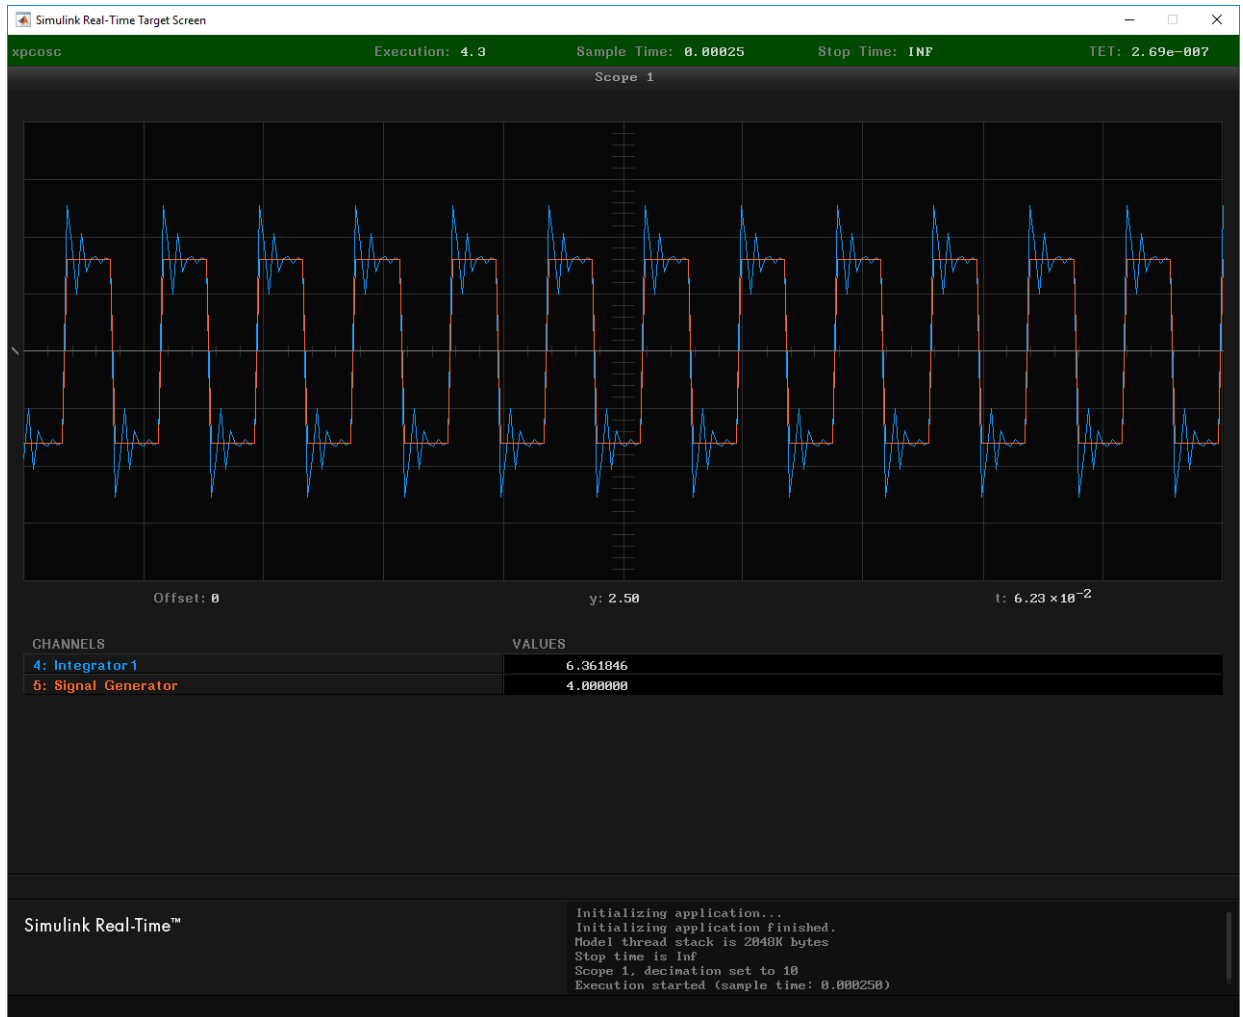 Simulink Real-Time Target Screen
xpcosc Execution: 4.3 Sample Time: 0.00025 Stop Time: INF TET: 2.69e-007
Scope 1
Offset: 0 y: 2.50 t: 6.23 ×10⁻²
CHANNELS VALUES
4: Integrator1 6.361846
5: Signal Generator 4.000000
Simulink Real-Time™
Initializing application...
Initializing application finished.
Model thread stack is 2048K bytes
Stop time is Inf
Scope 1, decimation set to 10
Execution started (sample time: 0.000250)